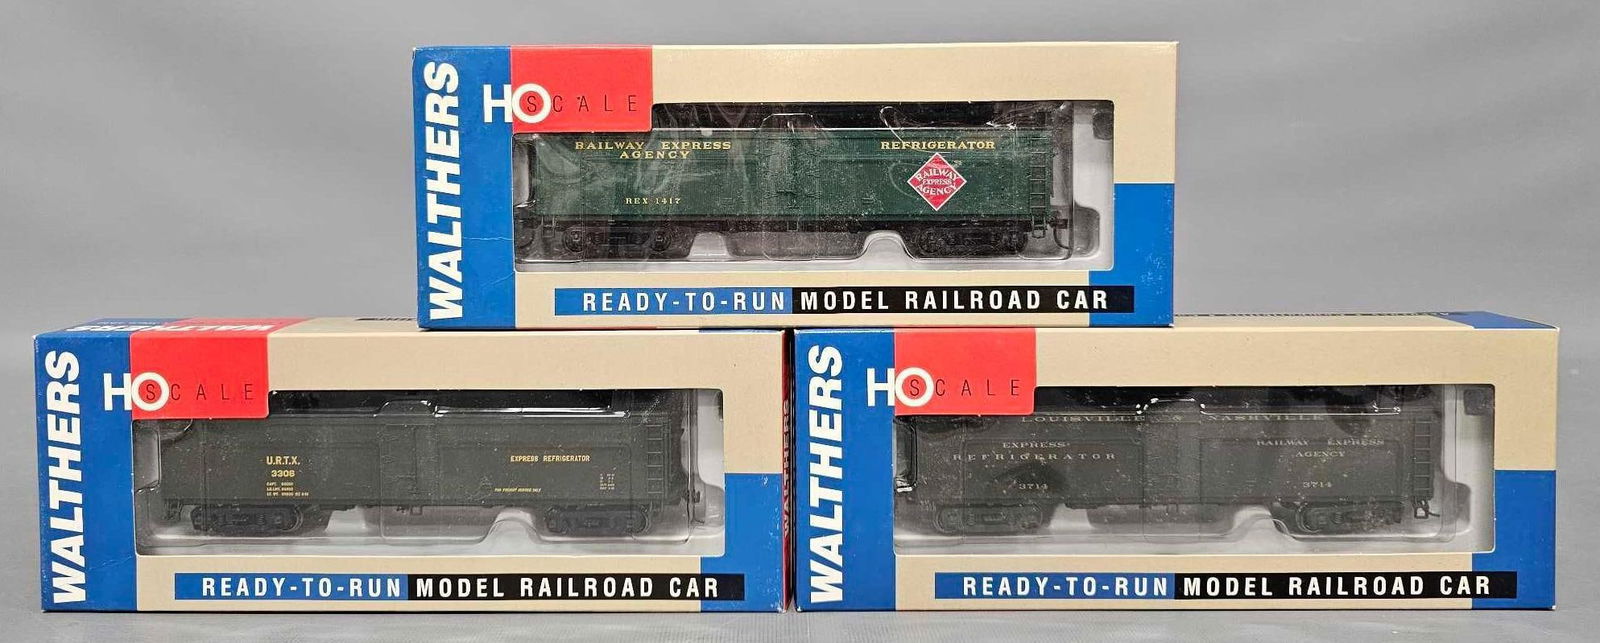 WALTHERS
HO SCALE
RAILWAY EXPRESS
AGENCY
REFRIGERATOR
RAILWAY
EXPRESS
AGENCY
REX 1417
READY-TO-RUN MODEL RAILROAD CAR
WALTHERS
WALTHERS
HO SCALE
U.R.T.X.
3308
EXPRESS REFRIGERATOR
READY-TO-RUN MODEL RAILROAD CAR
WALTHERS
WALTHERS
HO SCALE
LOUISVILLE & NASHVILLE
EXPRESS
REFRIGERATOR
RAILWAY EXPRESS
AGENCY
3714
3714
READY-TO-RUN MODEL RAILROAD CAR